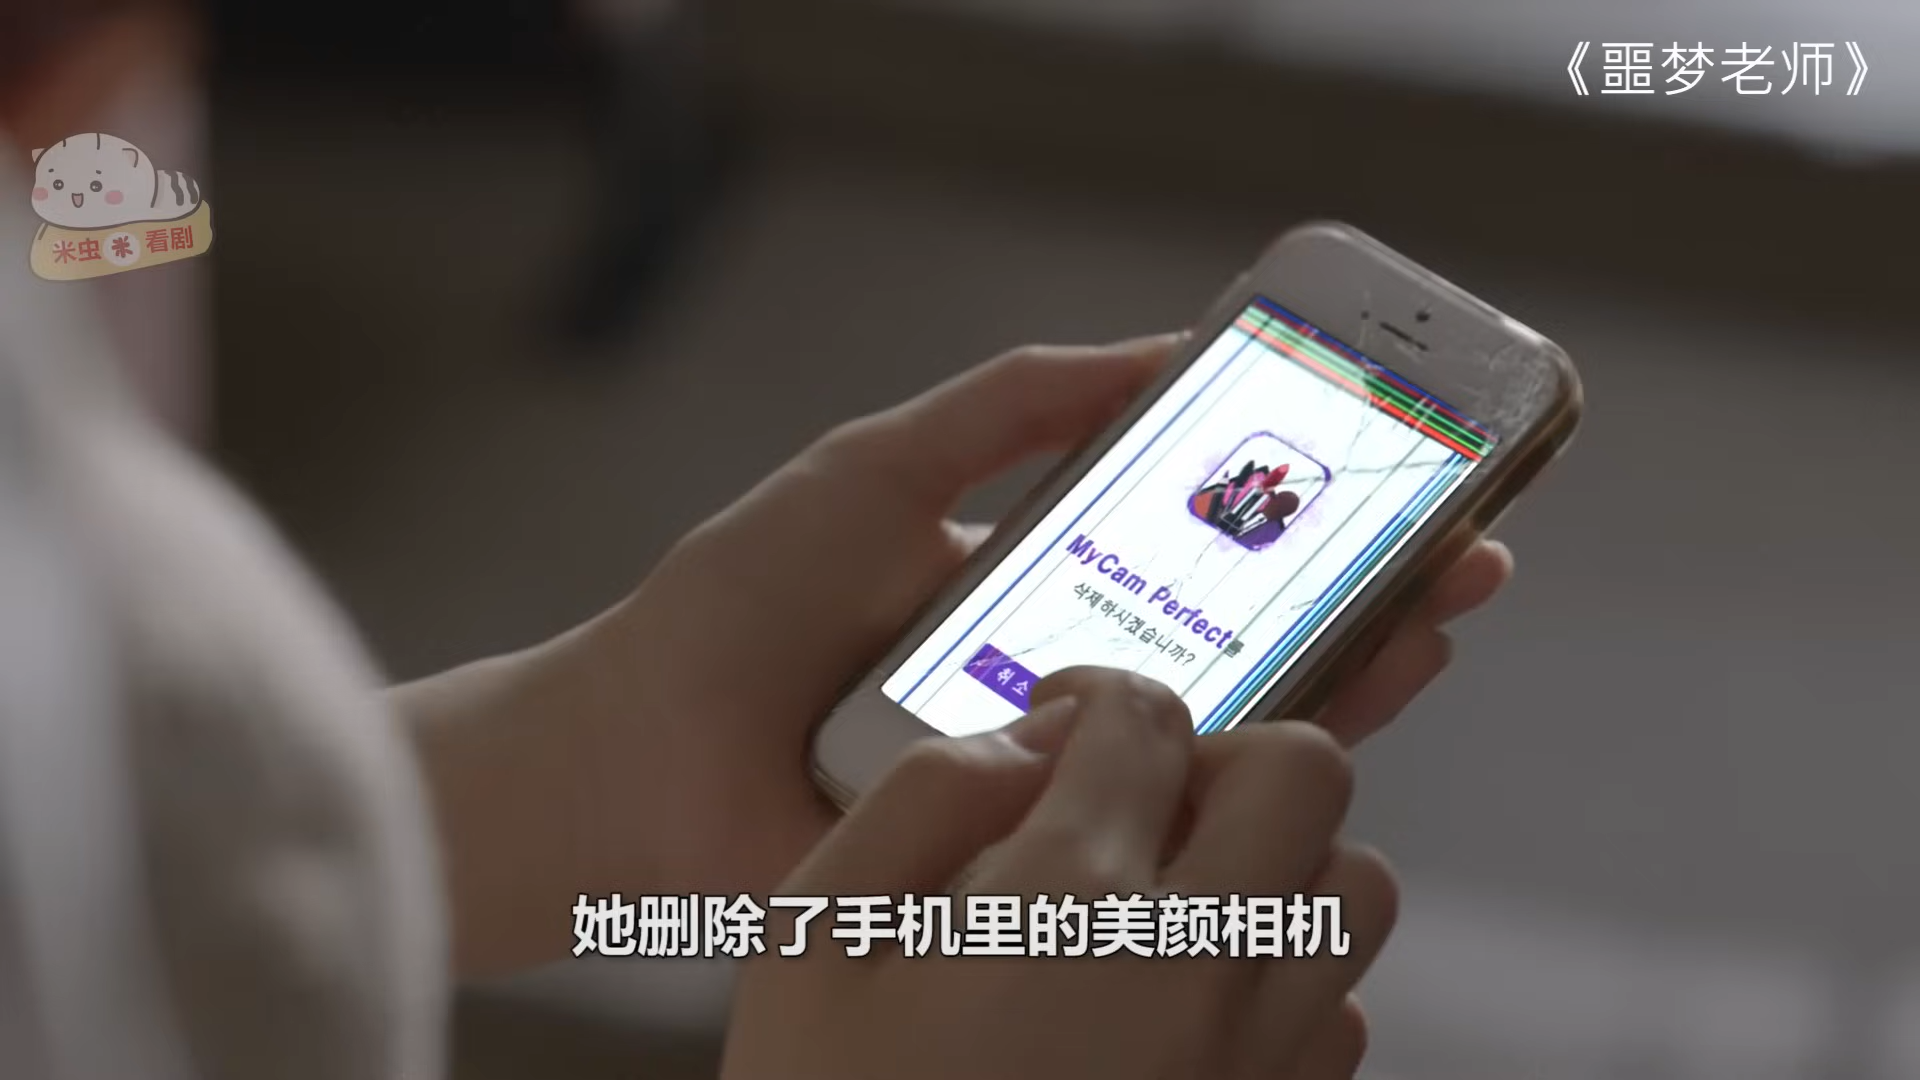 《噩梦老师》
米虫米看剧
MyCam Perfect를
삭제하시겠습니까?
취소
她删除了手机里的美颜相机